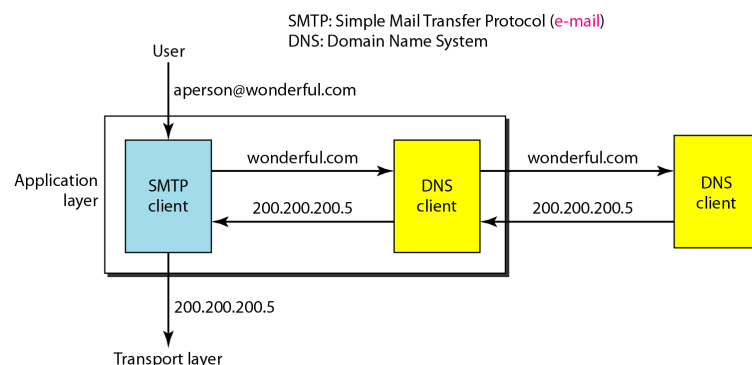 SMTP: Simple Mail Transfer Protocol (e-mail)
DNS: Domain Name System
User
aperson@wonderful.com
Application
layer
SMTP
client
wonderful.com
200.200.200.5
DNS
client
wonderful.com
200.200.200.5
DNS
client
200.200.200.5
Transport layer